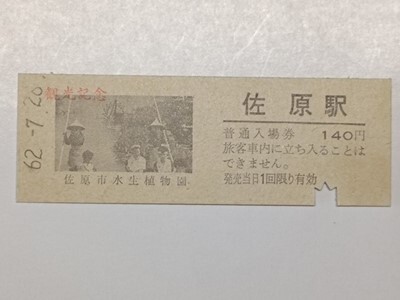 62.-7.20
観光記念
佐原市水生植物園
佐原駅
普通入場券 140円
旅客車内に立ち入ることは
できません。
発売当日1回限り有効